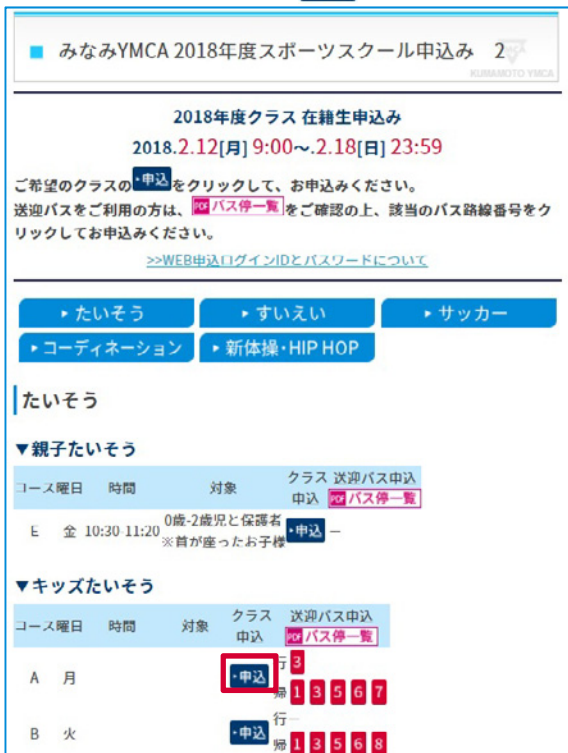 ■ みなみYMCA 2018年度スポーツスクール申込み 2
YMCA
KUMAMOTO YMCA
2018年度クラス 在籍生申込み
2018.2.12[月] 9:00〜.2.18[日] 23:59
ご希望のクラスの ・申込 をクリックして、お申込みください。
送迎バスをご利用の方は、 PDF バス停一覧 をご確認の上、該当のバス路線番号をク
リックしてお申込みください。
>>WEB申込ログインIDとパスワードについて
▸ たいそう ▸ すいえい ▸ サッカー
▸ コーディネーション ▸ 新体操・HIP HOP
たいそう
▼親子たいそう
クラス 送迎バス申込
コース 曜日 時間 対象
申込 PDF バス停一覧
0歳-2歳児と保護者
E 金 10:30-11:20 ・申込 －
※首が座ったお子様
▼キッズたいそう
クラス 送迎バス申込
コース 曜日 時間 対象
申込 PDF バス停一覧
行 3
A 月 ・申込
帰 1 3 5 6 7
行－
B 火 ・申込
帰 1 3 5 6 8